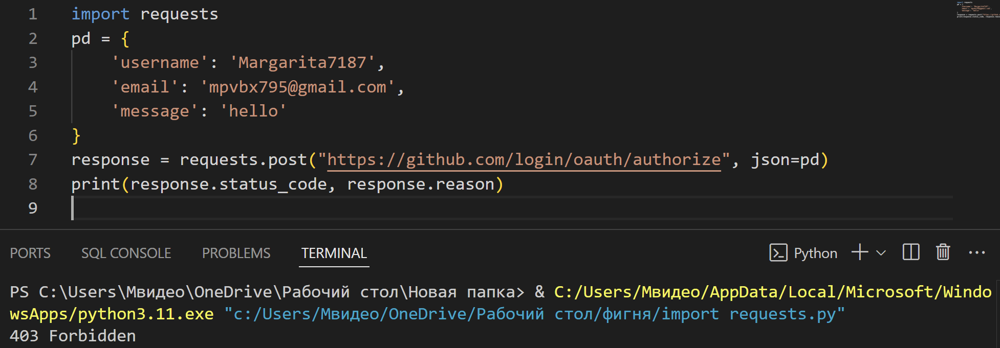 1 import requests
2 pd = {
3 'username': 'Margarita7187',
4 'email': 'mpvbx795@gmail.com',
5 'message': 'hello'
6 }
7 response = requests.post("https://github.com/login/oauth/authorize", json=pd)
8 print(response.status_code, response.reason)
9
PORTS SQL CONSOLE PROBLEMS TERMINAL Python
PS C:\Users\Мвидео\OneDrive\Рабочий стол\Новая папка> & C:/Users/Мвидео/AppData/Local/Microsoft/Windo
wsApps/python3.11.exe "c:/Users/Мвидео/OneDrive/Рабочий стол/фигня/import requests.py"
403 Forbidden